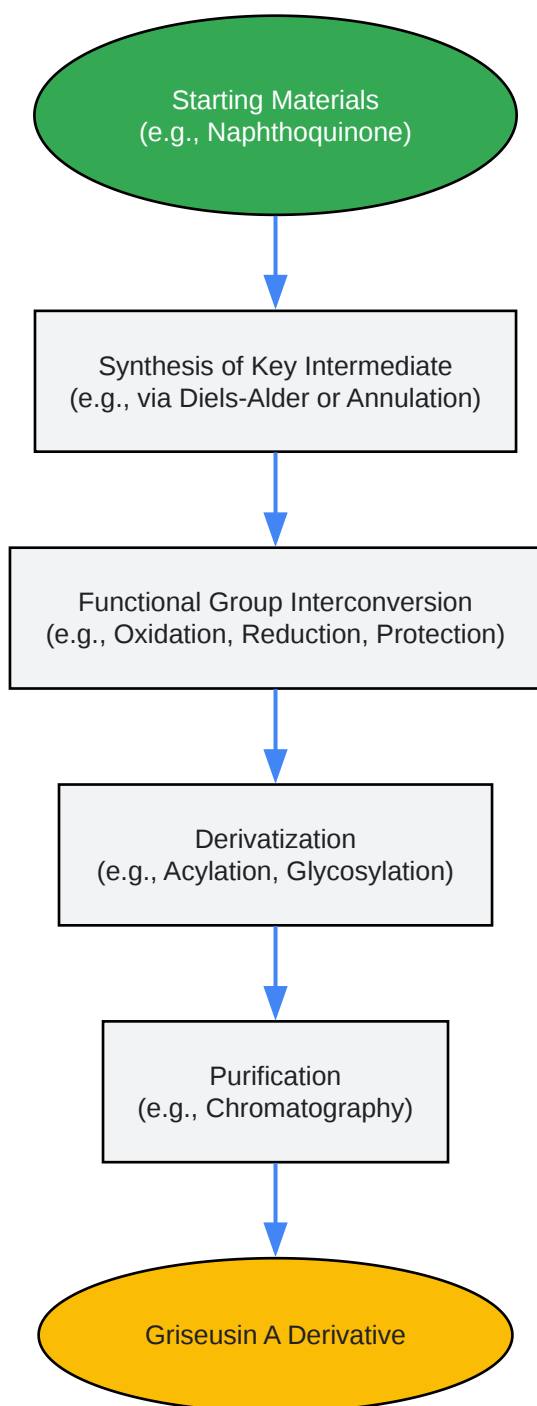 Starting Materials
(e.g., Naphthoquinone)
Synthesis of Key Intermediate
(e.g., via Diels-Alder or Annulation)
Functional Group Interconversion
(e.g., Oxidation, Reduction, Protection)
Derivatization
(e.g., Acylation, Glycosylation)
Purification
(e.g., Chromatography)
Griseusin A Derivative